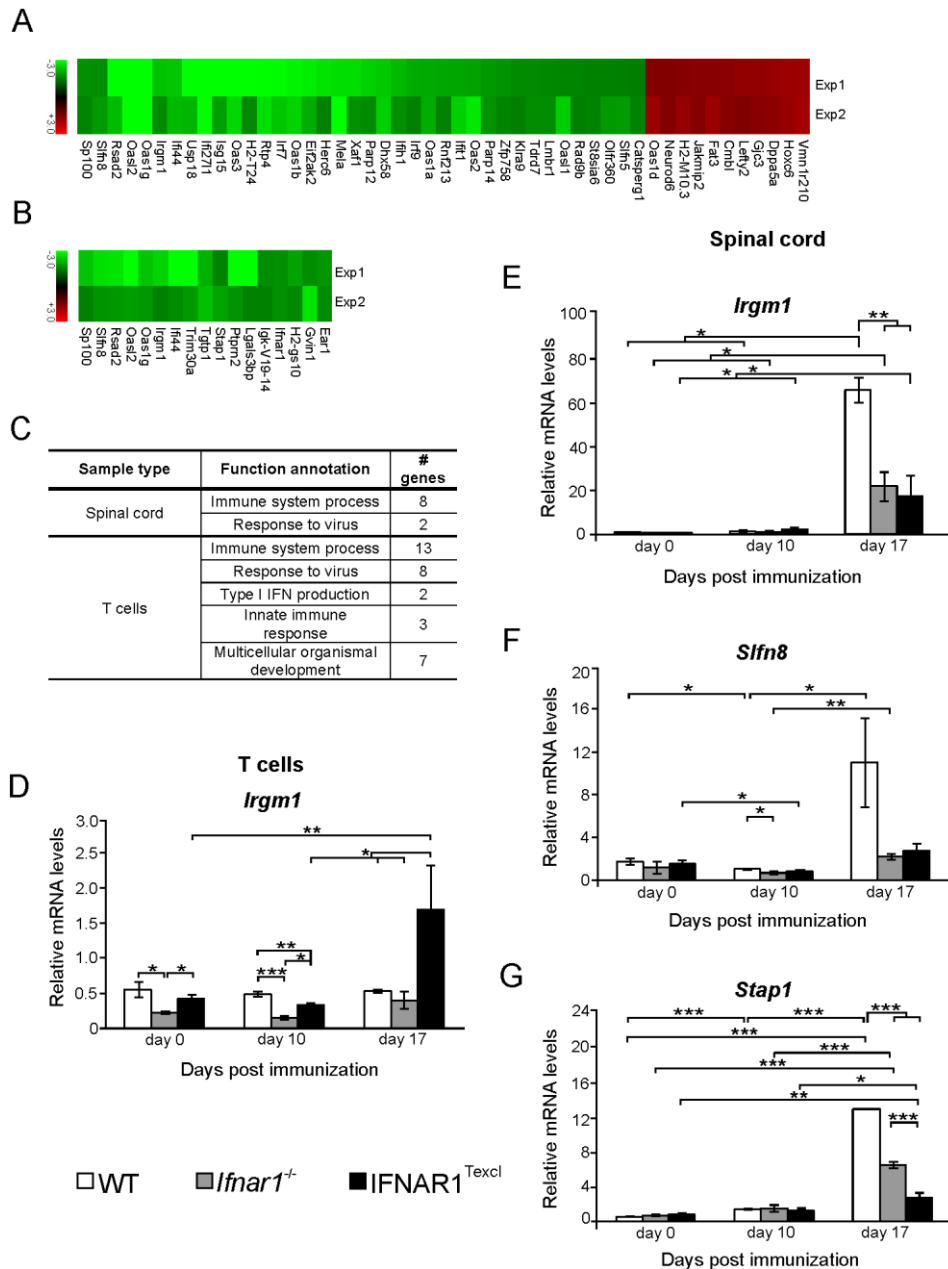 A
-3.0
+3.0
Exp1
Exp2
Sp100
Slfn8
Rsad2
Oasl2
Oas1g
Irgm1
Ifi44
Usp18
Ifi27l1
Isg15
Oas3
H2-T24
Rtp4
Irf7
Oas1b
Eif2ak2
Herc6
Mela
Xaf1
Parp12
Dhx58
Ifih1
Irf9
Oas1a
Rnf213
Ifit1
Oas2
Parp14
Zfp758
Klra9
Tdrd7
Lmbr1
Oasl1
Rad9b
St8sia6
Olfr360
Slfn5
Catsperg1
Oas1d
Neurod6
H2-M10.3
Jakmip2
Fat3
Cmbl
Lefty2
Gjc3
Dppa5a
Hoxc6
Vmn1r210
B
-3.0
+3.0
Exp1
Exp2
Sp100
Slfn8
Rsad2
Oasl2
Oas1g
Irgm1
Ifi44
Trim30a
Tgtp1
Stap1
Ptprn2
Lgals3bp
Igk-V19-14
Ifnar1
H2-gs10
Gvin1
Ear1
C
Sample type Function annotation # genes
Spinal cord Immune system process 8
Response to virus 2
T cells Immune system process 13
Response to virus 8
Type I IFN production 2
Innate immune response 3
Multicellular organismal development 7
T cells
D
Irgm1
Relative mRNA levels
3.0
2.5
2.0
1.5
1.0
0.5
0
** * * * ** *** *
day 0 day 10 day 17
Days post immunization
WT Ifnar1-/- IFNAR1Texcl
Spinal cord
E
Irgm1
Relative mRNA levels
100
80
60
40
20
0
** * * * *
day 0 day 10 day 17
Days post immunization
F
Slfn8
Relative mRNA levels
20
16
12
8
4
0
* * ** * *
day 0 day 10 day 17
Days post immunization
G
Stap1
Relative mRNA levels
24
20
16
12
8
4
0
*** *** *** *** *** *** * ** ***
day 0 day 10 day 17
Days post immunization